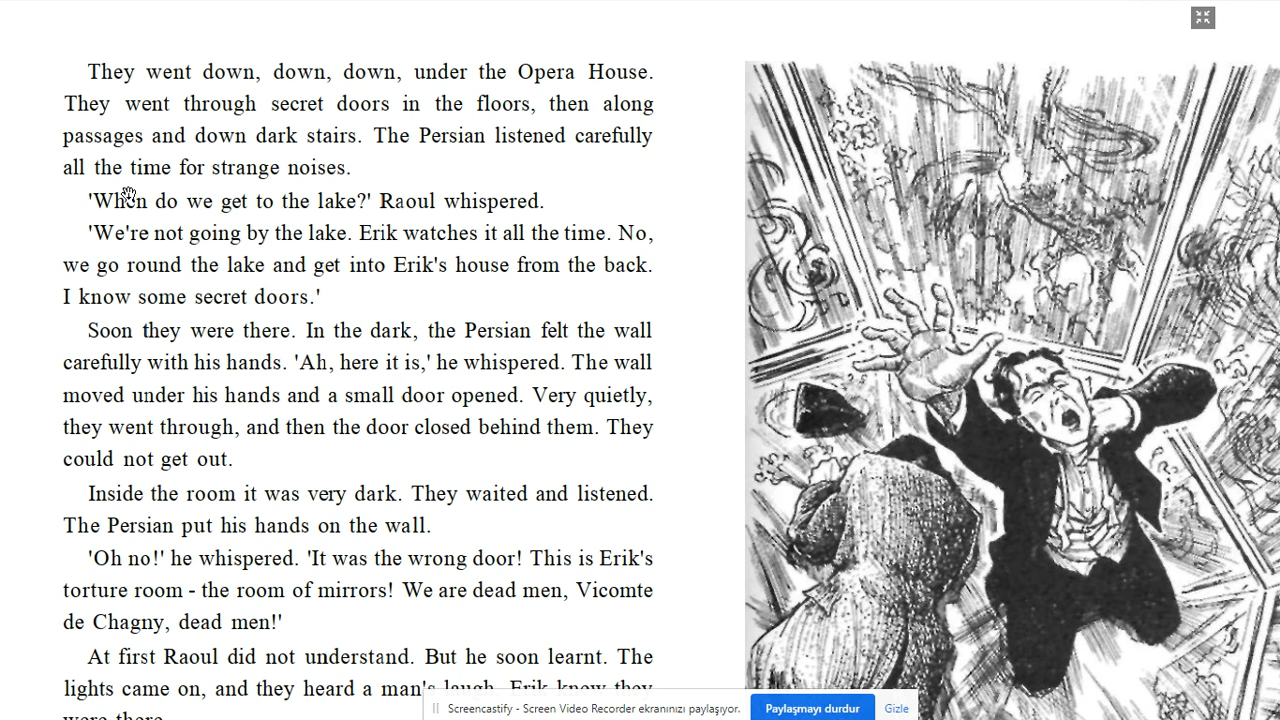 They went down, down, down, under the Opera House.
They went through secret doors in the floors, then along
passages and down dark stairs. The Persian listened carefully
all the time for strange noises.
'When do we get to the lake?' Raoul whispered.
'We're not going by the lake. Erik watches it all the time. No,
we go round the lake and get into Erik's house from the back.
I know some secret doors.'
Soon they were there. In the dark, the Persian felt the wall
carefully with his hands. 'Ah, here it is,' he whispered. The wall
moved under his hands and a small door opened. Very quietly,
they went through, and then the door closed behind them. They
could not get out.
Inside the room it was very dark. They waited and listened.
The Persian put his hands on the wall.
'Oh no!' he whispered. 'It was the wrong door! This is Erik's
torture room - the room of mirrors! We are dead men, Vicomte
de Chagny, dead men!'
At first Raoul did not understand. But he soon learnt. The
lights came on, and they heard a man's laugh. Erik knew they
were there.
Screencastify - Screen Video Recorder ekranınızı paylaşıyor.
Paylaşmayı durdur
Gizle